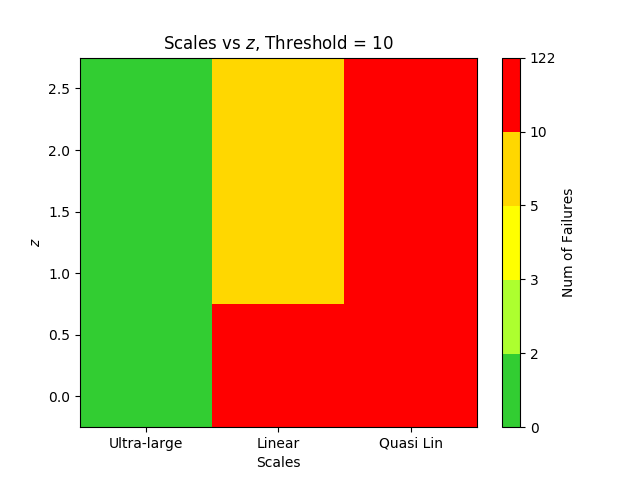 Scales vs z, Threshold = 10
2.5
2.0
1.5
1.0
0.5
0.0
z
Ultra-large
Linear
Quasi Lin
Scales
122
10
5
3
2
0
Num of Failures